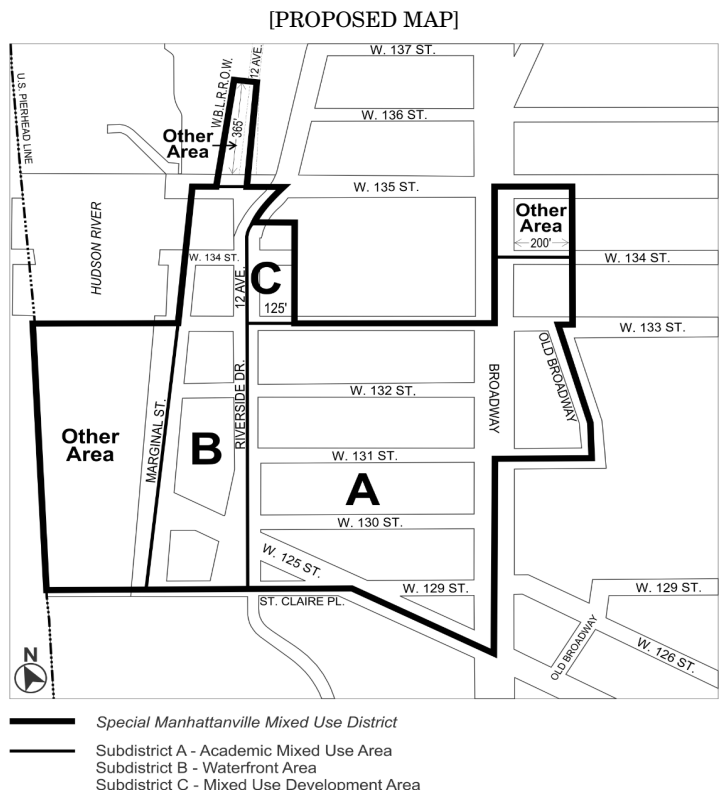 [PROPOSED MAP]
W. 137 ST.
12 AVE.
W.B.L.R.R.O.W.
U.S. PIERHEAD LINE
W. 136 ST.
365'
Other
Area
W. 135 ST.
HUDSON RIVER
Other
Area
200'
W. 134 ST.
W. 134 ST.
12 AVE.
C
125'
W. 133 ST.
OLD BROADWAY
BROADWAY
RIVERSIDE DR.
W. 132 ST.
MARGINAL ST.
Other
Area
B
W. 131 ST.
A
W. 130 ST.
W. 125 ST.
W. 129 ST.
W. 129 ST.
ST. CLAIRE PL.
OLD BROADWAY
W. 126 ST.
N
Special Manhattanville Mixed Use District
Subdistrict A - Academic Mixed Use Area
Subdistrict B - Waterfront Area
Subdistrict C - Mixed Use Development Area